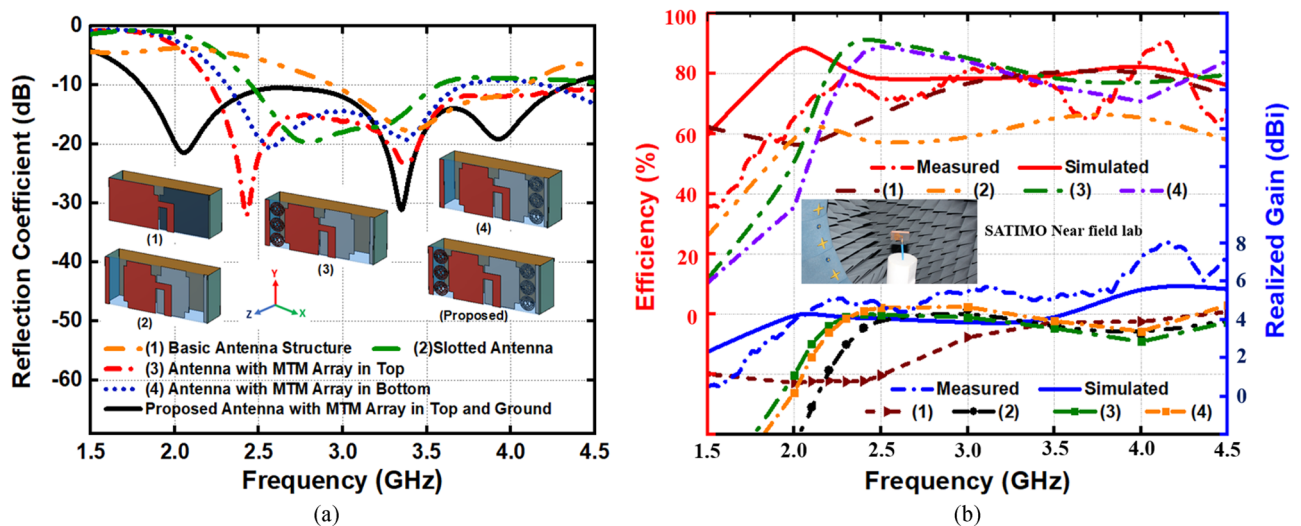 0
-10
-20
-30
-40
-50
-60
Reflection Coefficient (dB)
(1)
(2)
(3)
(4)
(Proposed)
Y
Z
X
(1) Basic Antenna Structure
(2)Sloted Antenna
(3) Antenna with MTM Array in Top
(4) Antenna with MTM Array in Bottom
Proposed Antenna with MTM Array in Top and Ground
1.5 2.0 2.5 3.0 3.5 4.0 4.5
Frequency (GHz)
(a)
100
80
60
40
20
0
Efficiency (%)
Measured Simulated
(1) (2) (3) (4)
SATIMO Near field lab
Measured Simulated
(1) (2) (3) (4)
8
6
4
2
0
Realized Gain (dBi)
1.5 2.0 2.5 3.0 3.5 4.0 4.5
Frequency (GHz)
(b)